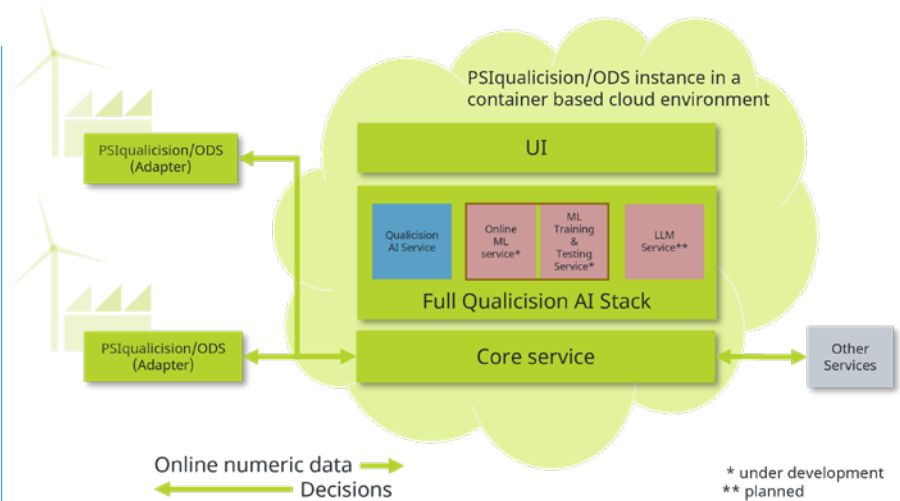 PSIqualicision/ODS instance in a
container based cloud environment
UI
PSIqualicision/ODS
(Adapter)
Qualicision
AI Service
Online
ML
service*
ML
Training
&
Testing
Service*
LLM
Service**
Full Qualicision AI Stack
PSIqualicision/ODS
(Adapter)
Core service
Other
Services
Online numeric data
Decisions
* under development
** planned